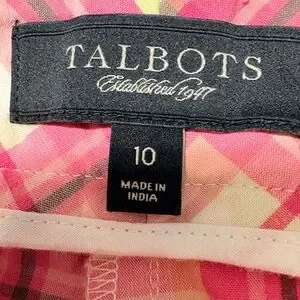 TALBOTS
Established 1947
10
MADE IN
INDIA